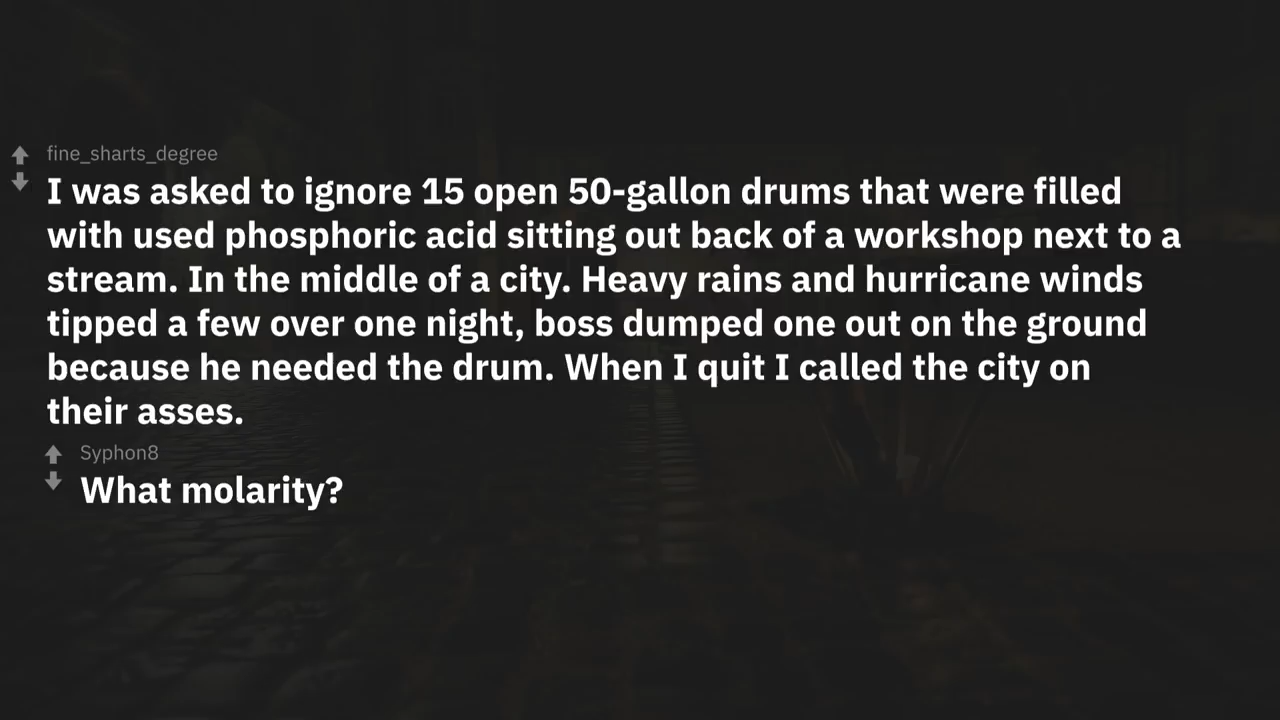 fine_sharts_degree
I was asked to ignore 15 open 50-gallon drums that were filled
with used phosphoric acid sitting out back of a workshop next to a
stream. In the middle of a city. Heavy rains and hurricane winds
tipped a few over one night, boss dumped one out on the ground
because he needed the drum. When I quit I called the city on
their asses.
Syphon8
What molarity?